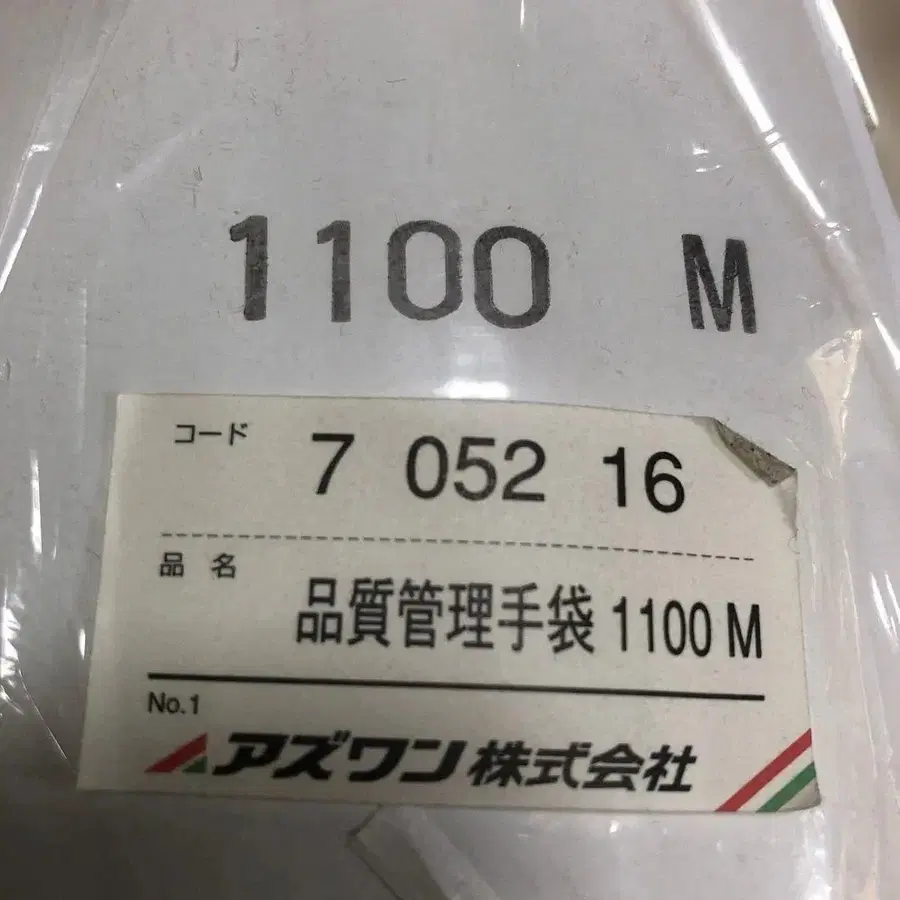 1100 M
コード 7 052 16
品名 品質管理手袋 1100 M
No.1
アズワン株式会社